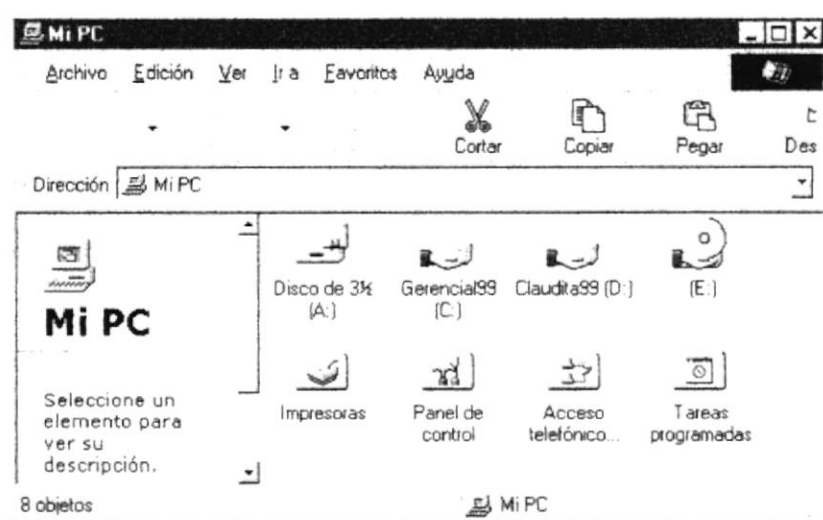 Mi PC
Archivo Edición Ver Ir a Favoritos Ayuda
Cortar Copiar Pegar Des
Dirección Mi PC
Disco de 3½ (A:) Gerencial99 (C:) Claudita99 (D:) (E:)
Mi PC
Impresoras Panel de control Acceso telefónico... Tareas programadas
Seleccione un
elemento para
ver su
descripción.
8 objetos Mi PC